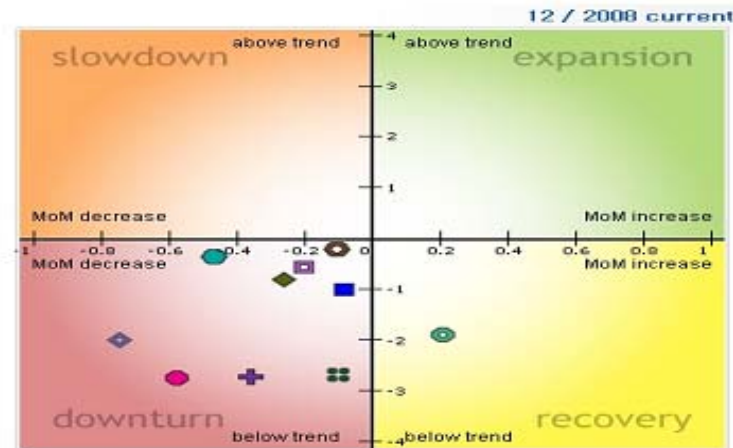 12 / 2008 current
above trend 4 above trend
slowdown expansion
3
2
1
MoM decrease MoM increase
-1 -0.8 -0.6 -0.4 -0.2 0 0.2 0.4 0.6 0.8 1
MoM decrease MoM increase
-1
-2
-3
downturn recovery
below trend -4 below trend